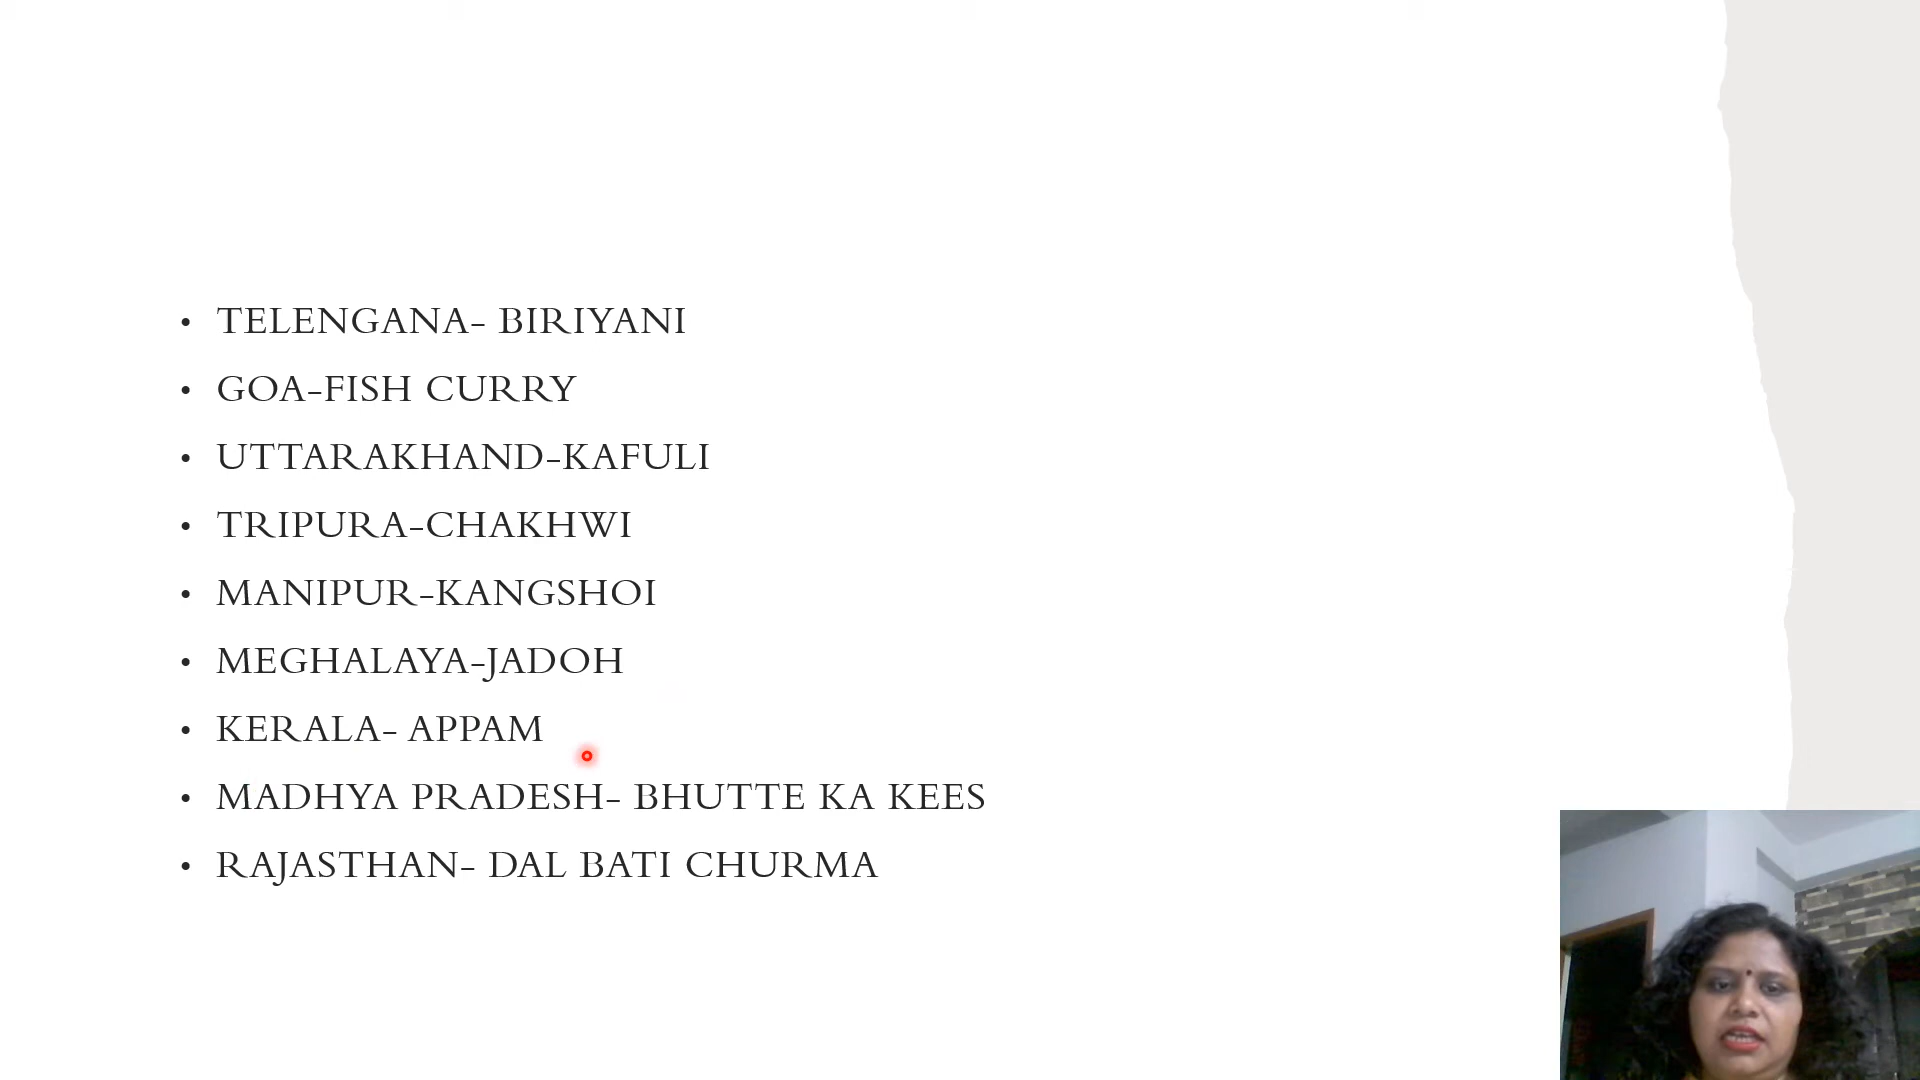 • TELENGANA- BIRIYANI
• GOA-FISH CURRY
• UTTARAKHAND-KAFULI
• TRIPURA-CHAKHWI
• MANIPUR-KANGSHOI
• MEGHALAYA-JADOH
• KERALA- APPAM
• MADHYA PRADESH- BHUTTE KA KEES
• RAJASTHAN- DAL BATI CHURMA